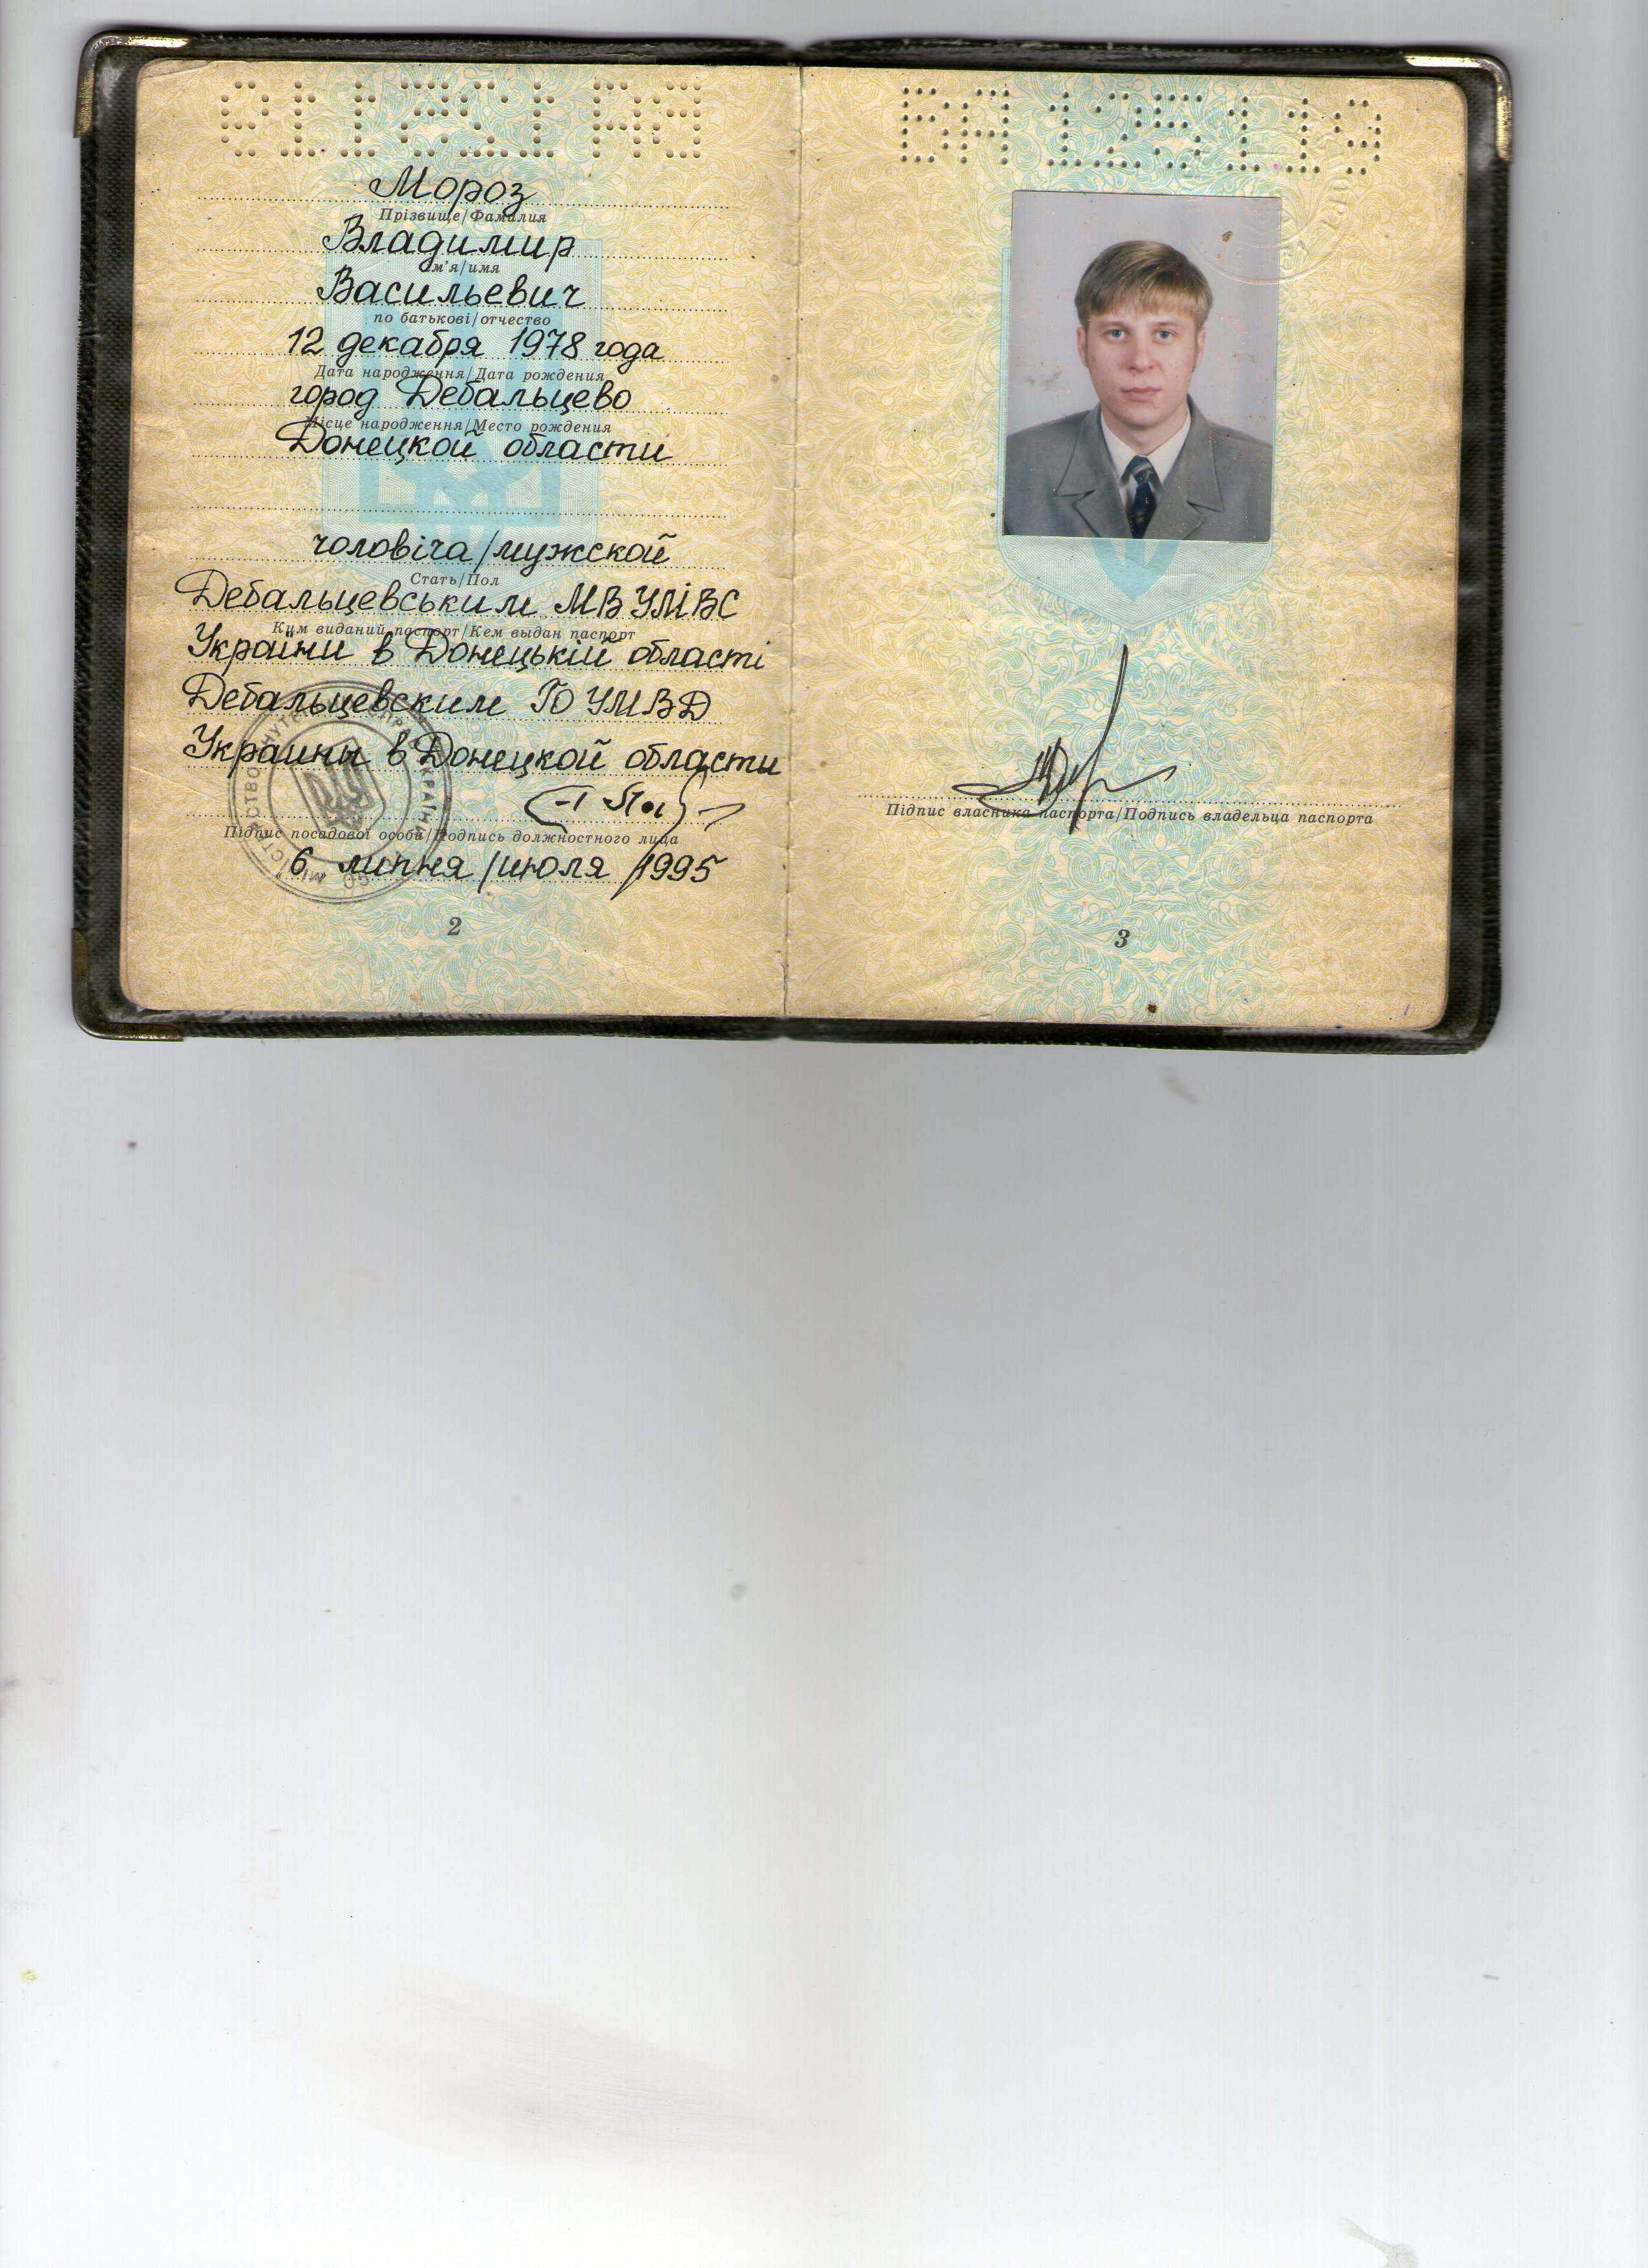 Мороз
Прізвище/Фамилия
Владимир
ім'я/имя
Васильевич
по батькові/отчество
12 декабря 1978 года
Дата народження/Дата рождения
город Дебальцево
Місце народження/Место рождения
Донецкой области
чоловіча/мужской
Стать/Пол
Дебальцевським МВ УМВС
Ким виданий паспорт/Кем выдан паспорт
України в Донецькій області
Дебальцевским ГО УМВД
Украины в Донецкой области
Підпис посадової особи/Подпись должностного лица
6 липня/июля 1995
2
ВА 125119
Підпис власника паспорта/Подпись владельца паспорта
3